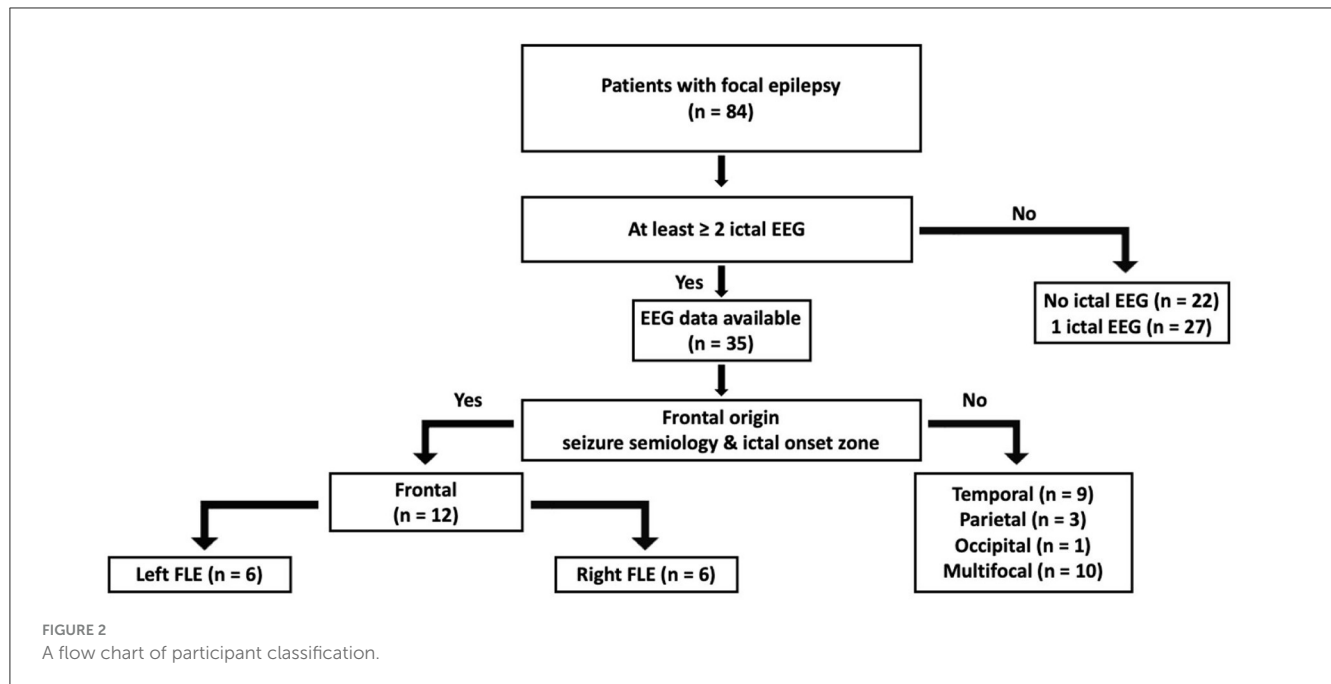 Patients with focal epilepsy
(n = 84)
At least ≥ 2 ictal EEG
No
Yes
No ictal EEG (n = 22)
1 ictal EEG (n = 27)
EEG data available
(n = 35)
Yes
Frontal origin
seizure semiology & ictal onset zone
No
Frontal
(n = 12)
Temporal (n = 9)
Parietal (n = 3)
Occipital (n = 1)
Multifocal (n = 10)
Left FLE (n = 6)
Right FLE (n = 6)
FIGURE 2
A flow chart of participant classification.